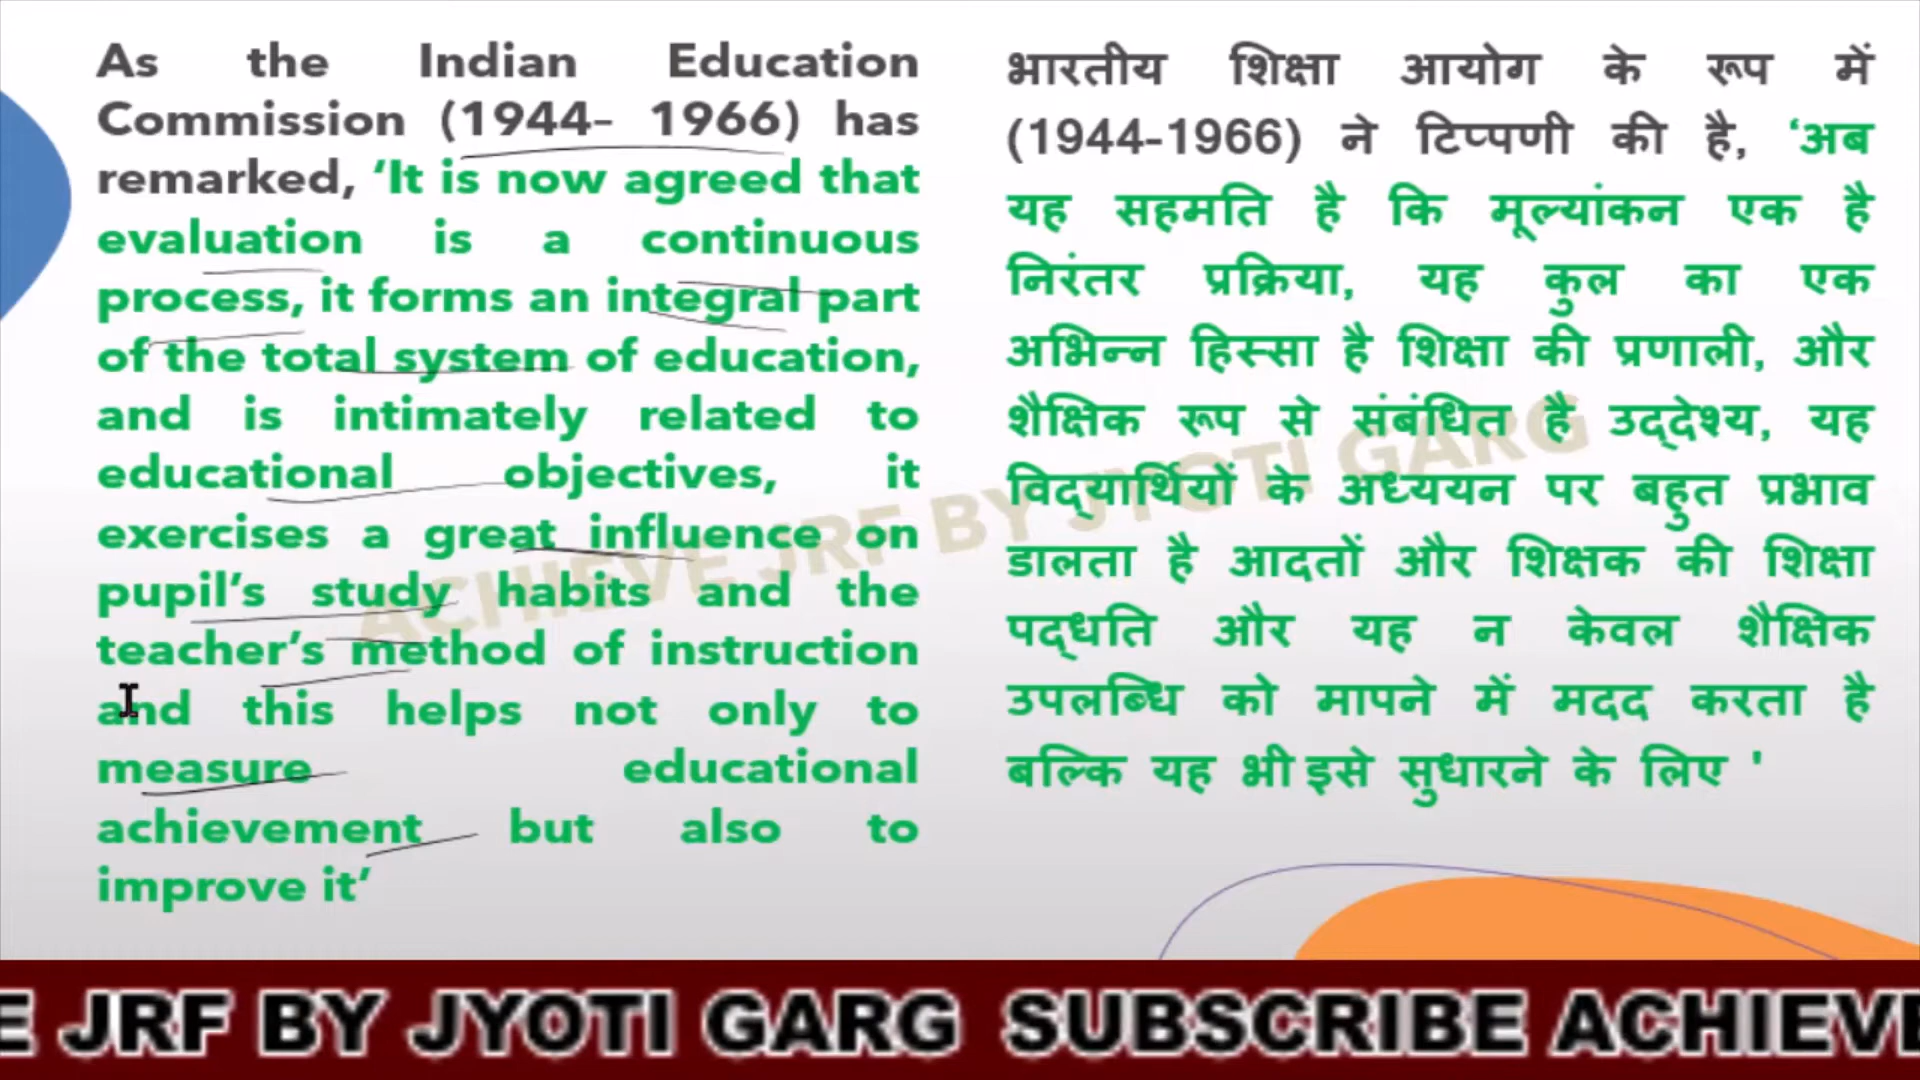 As the Indian Education
Commission (1944– 1966) has
remarked, ‘It is now agreed that
evaluation is a continuous
process, it forms an integral part
of the total system of education,
and is intimately related to
educational objectives, it
exercises a great influence on
pupil’s study habits and the
teacher’s method of instruction
and this helps not only to
measure educational
achievement but also to
improve it’
भारतीय शिक्षा आयोग के रूप में
(1944-1966) ने टिप्पणी की है, ‘अब
यह सहमति है कि मूल्यांकन एक है
निरंतर प्रक्रिया, यह कुल का एक
अभिन्न हिस्सा है शिक्षा की प्रणाली, और
शैक्षिक रूप से संबंधित है उद्देश्य, यह
विद्यार्थियों के अध्ययन पर बहुत प्रभाव
डालता है आदतों और शिक्षक की शिक्षा
पद्धति और यह न केवल शैक्षिक
उपलब्धि को मापने में मदद करता है
बल्कि यह भी इसे सुधारने के लिए '
ACHIEVE JRF BY JYOTI GARG
E JRF BY JYOTI GARG SUBSCRIBE ACHIEVE